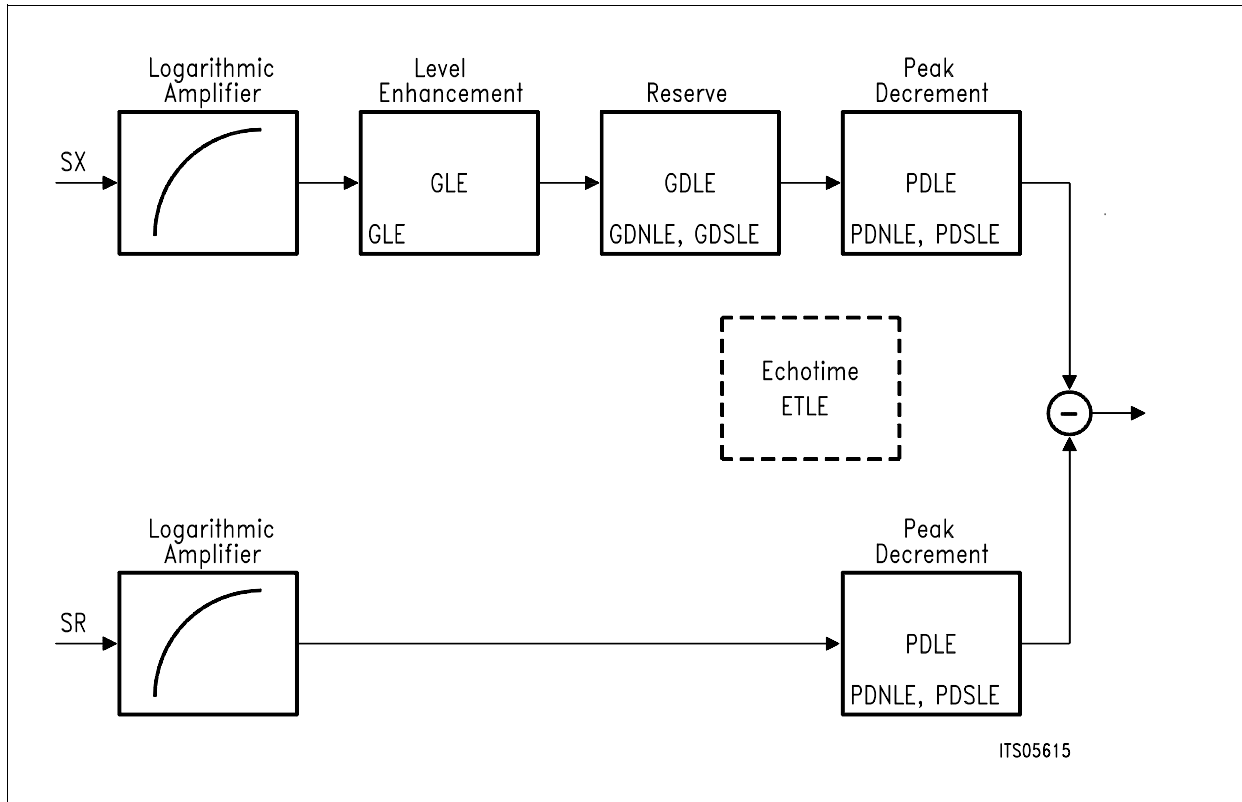 Logarithmic
Amplifier
Level
Enhancement
Reserve
Peak
Decrement
SX
GLE
GLE
GDLE
GDNLE, GDSLE
PDLE
PDNLE, PDSLE
Echotime
ETLE
−
Logarithmic
Amplifier
Peak
Decrement
SR
PDLE
PDNLE, PDSLE
ITS05615